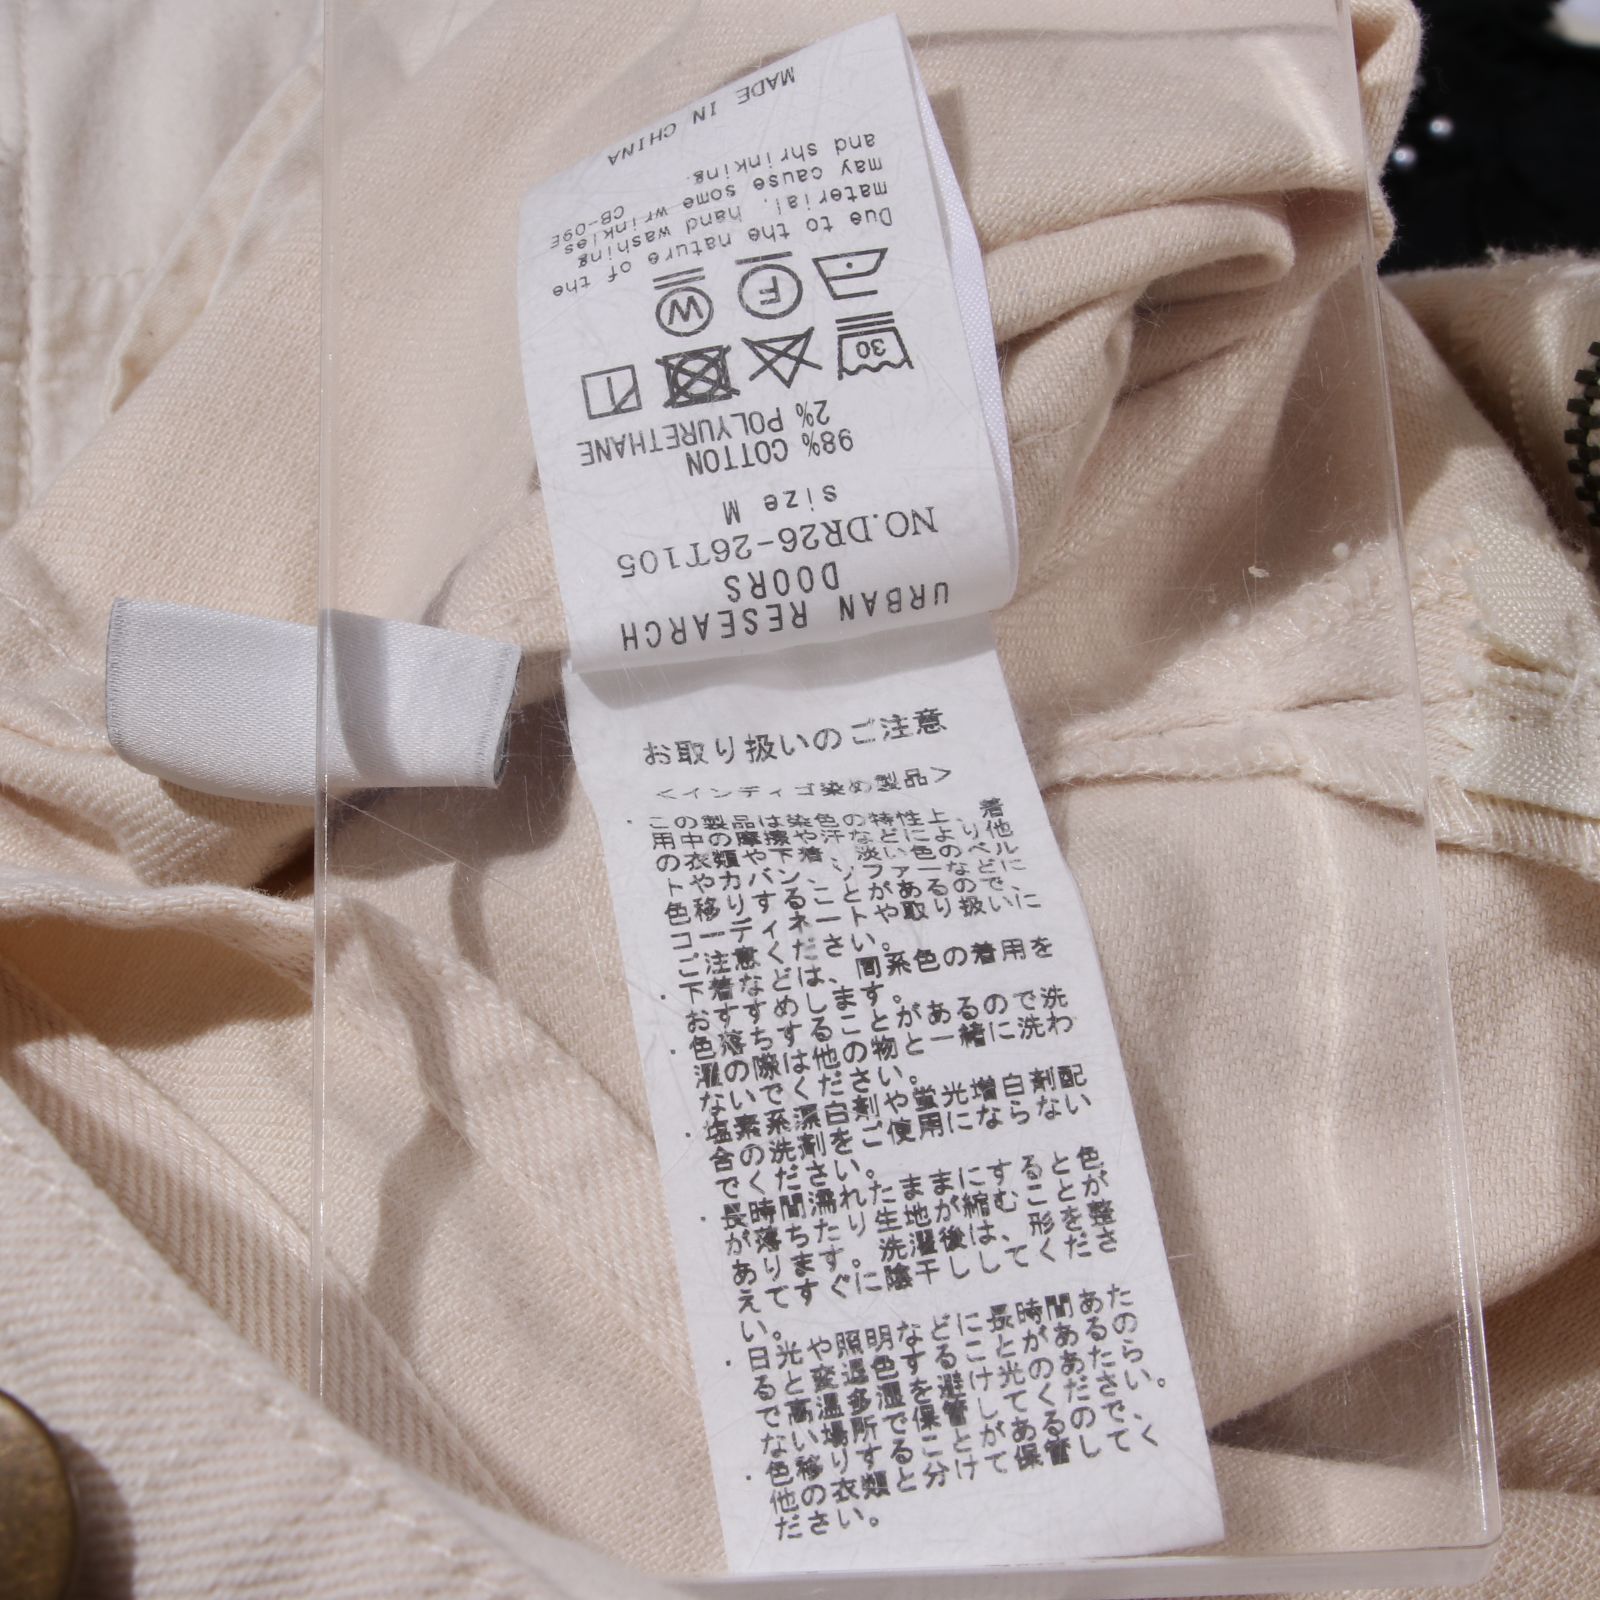 URBAN RESEARCH
DOORS
NO.DR26-26T105
size M
98% COTTON
2% POLYURETHANE
30
F W
Due to the nature of the
material, hand washing
may cause some wrinkles
and shrinking. CB-09E
MADE IN CHINA
お取り扱いのご注意
<インディゴ染め製品>
・この製品は染色の特性上、着
用中の摩擦や汗などにより他
の衣類や下着、淡い色のベル
トやカバン、ソファーなどに
色移りすることがあるので、
コーディネートや取り扱いに
ご注意ください。
・下着などは、同系色の着用を
おすすめします。
・色落ちすることがあるので洗
濯の際は他の物と一緒に洗わ
ないでください。
・塩素系漂白剤や蛍光増白剤配
合の洗剤をご使用にならない
でください。
・長時間濡れたままにすると色
が落ちたり生地が縮むことが
あります。洗濯後は、形を整
えてすぐに陰干ししてくださ
い。
・日光や照明などに長時間あた
ると変退色することがあるの
で高温多湿を避け光のあたら
ない場所で保管してください。
・色移りすることがあるので、
他の衣類と分けて保管してく
ださい。